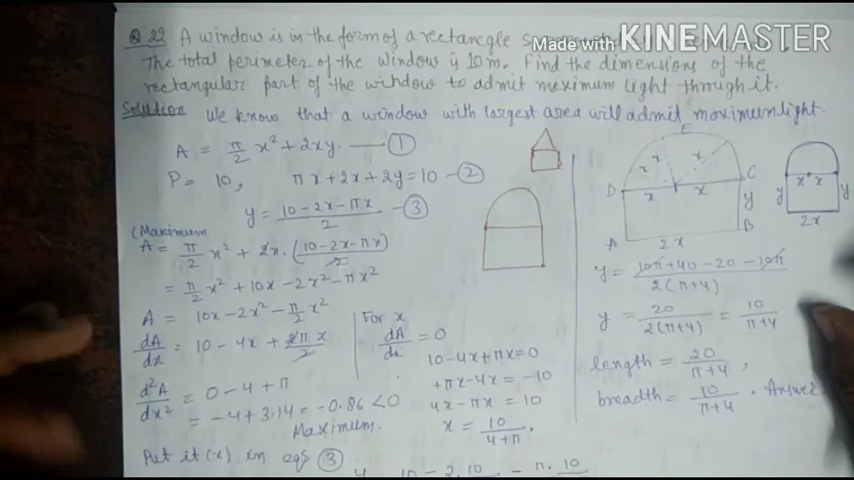 Q 22 A window is in the form of a rectangle
Made with KINEMASTER
The total perimeter of the window is 10 m. Find the dimensions of the
rectangular part of the window to admit maximum light through it.
Solution We know that a window with largest area will admit maximum light.
A = π/2 x² + 2xy. —— ①
P = 10, πx + 2x + 2y = 10 - ②
y = (10 - 2x - πx)/2 - ③
(Maximum
A = π/2 x² + 2x. (10 - 2x - πx)/2
= π/2 x² + 10x - 2x² - πx²
A = 10x - 2x² - π/2 x²
dA/dx = 10 - 4x + 2πx/2
d²A/dx² = 0 - 4 + π
= -4 + 3.14 = -0.86 < 0
Maximum.
Put it (x) in eqs ③
For x
dA/dx = 0
10 - 4x + πx = 0
+πx - 4x = -10
4x - πx = 10
x = 10/(4+π).
10 - 2.10 - π.10
E
x x x
D x x C
y
A 2x B
x x
y y
2x
y = (10π + 40 - 20 - 10π)/2(π+4)
y = 20/2(π+4) = 10/(π+4)
length = 20/(π+4),
breadth = 10/(π+4) . Answer